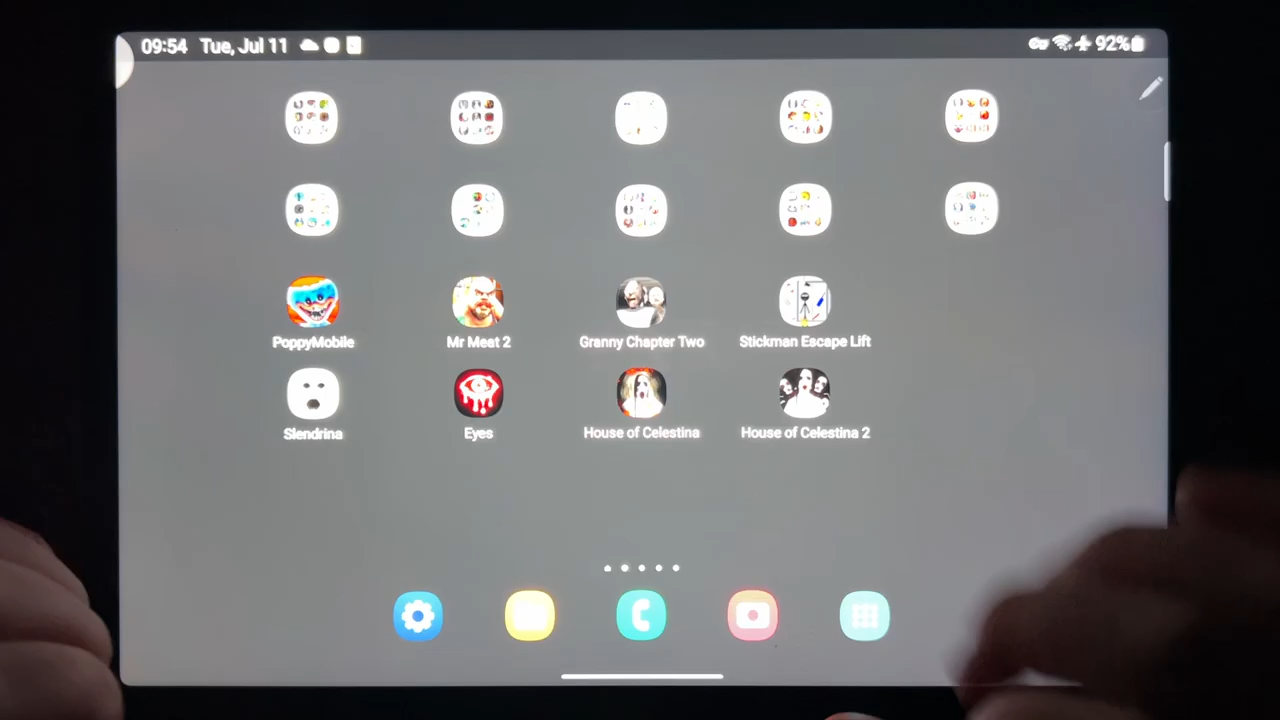 09:54 Tue, Jul 11 92%
PoppyMobile Mr Meat 2 Granny Chapter Two Stickman Escape Lift
Slendrina Eyes House of Celestina House of Celestina 2